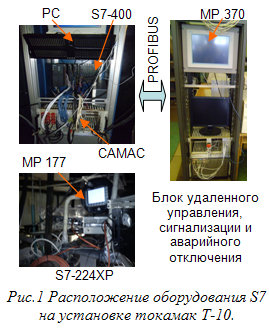 PC S7-400
PROFIBUS
MP 370
CAMAC
MP 177
S7-224XP
Блок удаленного
управления,
сигнализации и
аварийного
отключения
Рис.1 Расположение оборудования S7
на установке токамак Т-10.